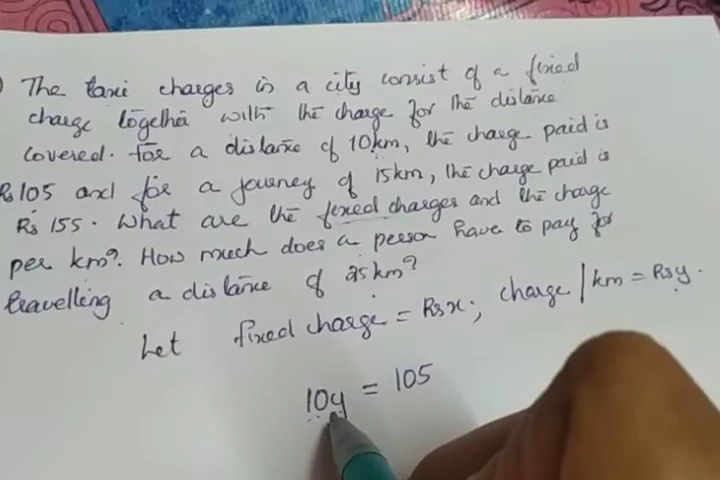 ) The taxi charges in a city consist of a fixed
charge together with the charge for the distance
covered. For a distance of 10km, the charge paid is
Rs105 and for a journey of 15km, the charge paid is
Rs 155. What are the fixed charges and the charge
per km? How much does a person have to pay for
travelling a distance of 25km?
Let fixed charge = Rsx; charge/km = Rsy.
10y = 105